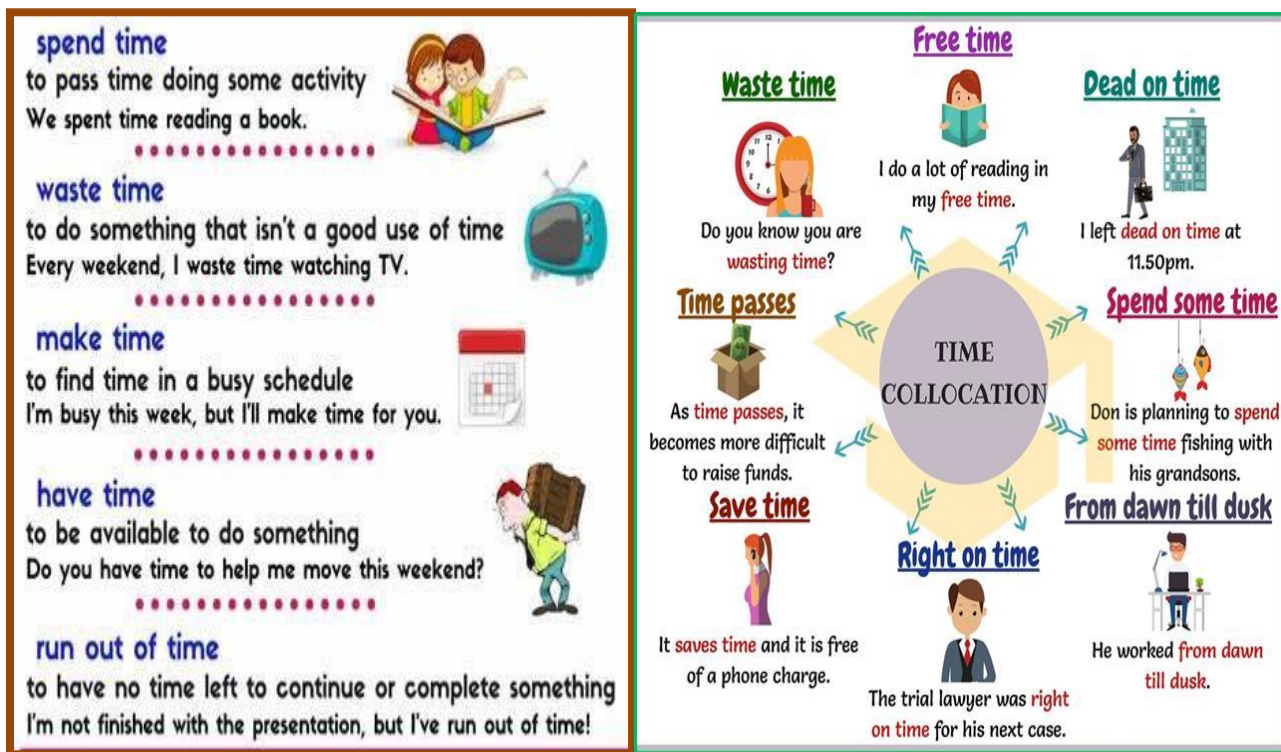 spend time
to pass time doing some activity
We spent time reading a book.
waste time
to do something that isn't a good use of time
Every weekend, I waste time watching TV.
make time
to find time in a busy schedule
I'm busy this week, but I'll make time for you.
have time
to be available to do something
Do you have time to help me move this weekend?
run out of time
to have no time left to continue or complete something
I'm not finished with the presentation, but I've run out of time!
Free time
I do a lot of reading in
my free time.
Waste time
Do you know you are
wasting time?
Dead on time
I left dead on time at
11.50pm.
Time passes
As time passes, it
becomes more difficult
to raise funds.
TIME
COLLOCATION
Spend some time
Don is planning to spend
some time fishing with
his grandsons.
Save time
It saves time and it is free
of a phone charge.
Right on time
The trial lawyer was right
on time for his next case.
From dawn till dusk
He worked from dawn
till dusk.